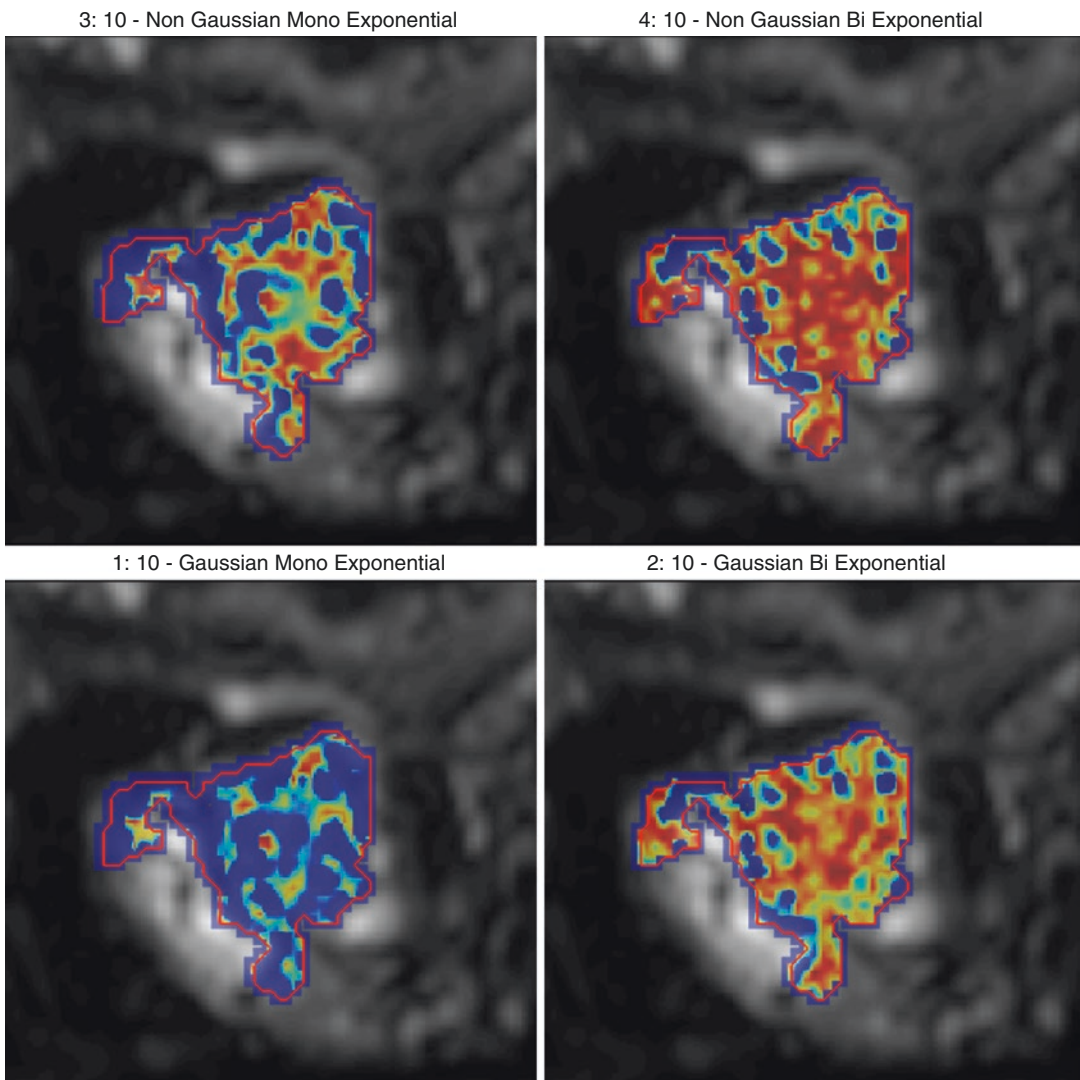 3: 10 - Non Gaussian Mono Exponential
4: 10 - Non Gaussian Bi Exponential
1: 10 - Gaussian Mono Exponential
2: 10 - Gaussian Bi Exponential